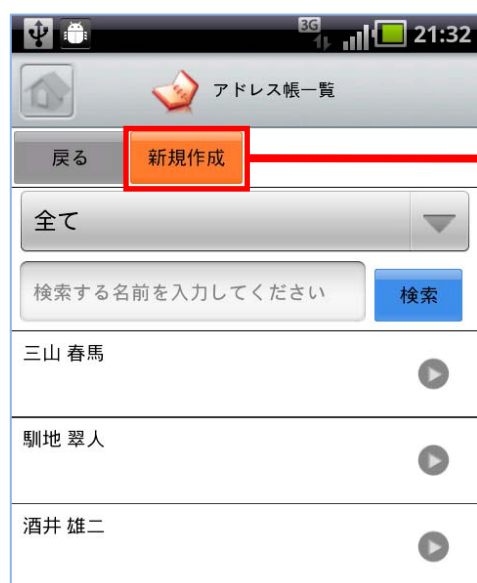 3G 21:32
アドレス帳一覧
戻る 新規作成
全て
検索する名前を入力してください 検索
三山 春馬
馴地 翠人
酒井 雄二